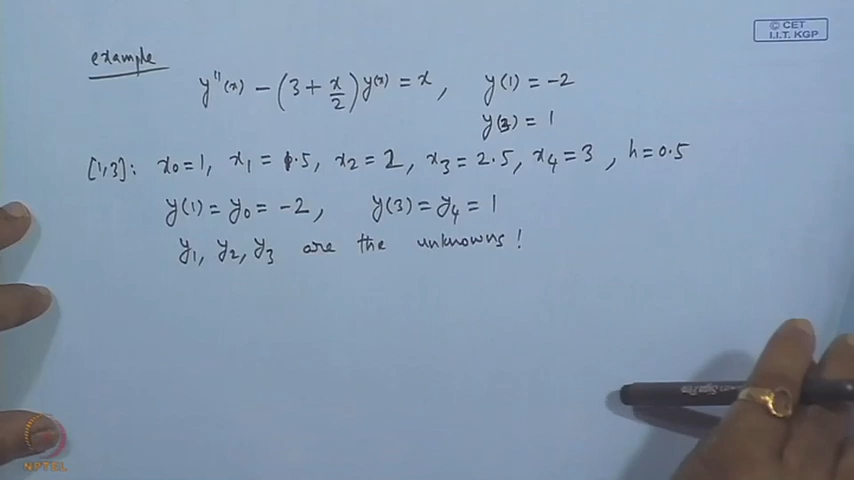 © CET
I.I.T. KGP
example
y''(x) - (3 + x/2) y(x) = x, y(1) = -2
y(3) = 1
[1,3]: x₀=1, x₁=1.5, x₂=2, x₃=2.5, x₄=3, h=0.5
y(1) = y₀ = -2, y(3) = y₄ = 1
y₁, y₂, y₃ are the unknowns!
NPTEL